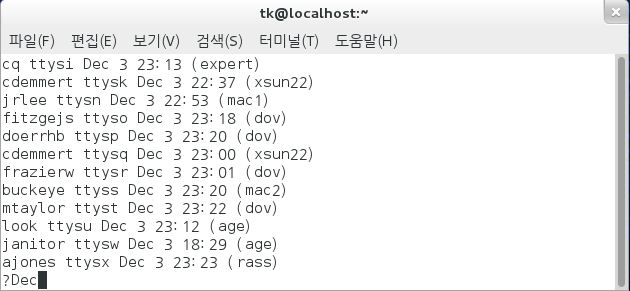 tk@localhost:~
파일(F) 편집(E) 보기(V) 검색(S) 터미널(T) 도움말(H)
cq ttysi Dec 3 23:13 (expert)
cdemmert ttysk Dec 3 22:37 (xsun22)
jrlee ttysn Dec 3 22:53 (mac1)
fitzgejs ttyso Dec 3 23:18 (dov)
doerrhb ttysp Dec 3 23:20 (dov)
cdemmert ttysq Dec 3 23:00 (xsun22)
frazierw ttysr Dec 3 23:01 (dov)
buckeye ttyss Dec 3 23:20 (mac2)
mtaylor ttyst Dec 3 23:22 (dov)
look ttysu Dec 3 23:12 (age)
janitor ttysw Dec 3 18:29 (age)
ajones ttysx Dec 3 23:23 (rass)
?Dec